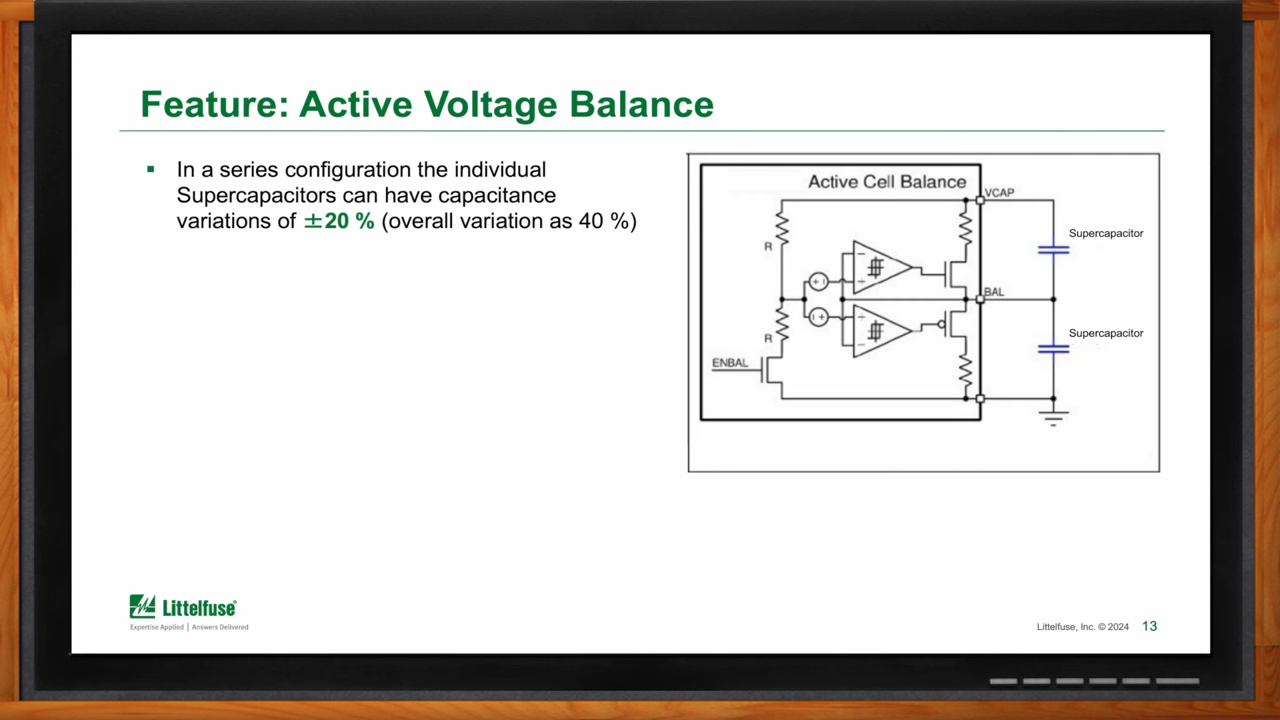 Feature: Active Voltage Balance
▪ In a series configuration the individual
Supercapacitors can have capacitance
variations of ±20 % (overall variation as 40 %)
Active Cell Balance
VCAP
Supercapacitor
R
BAL
Supercapacitor
R
ENBAL
Littelfuse®
Expertise Applied | Answers Delivered
Littelfuse, Inc. © 2024 13